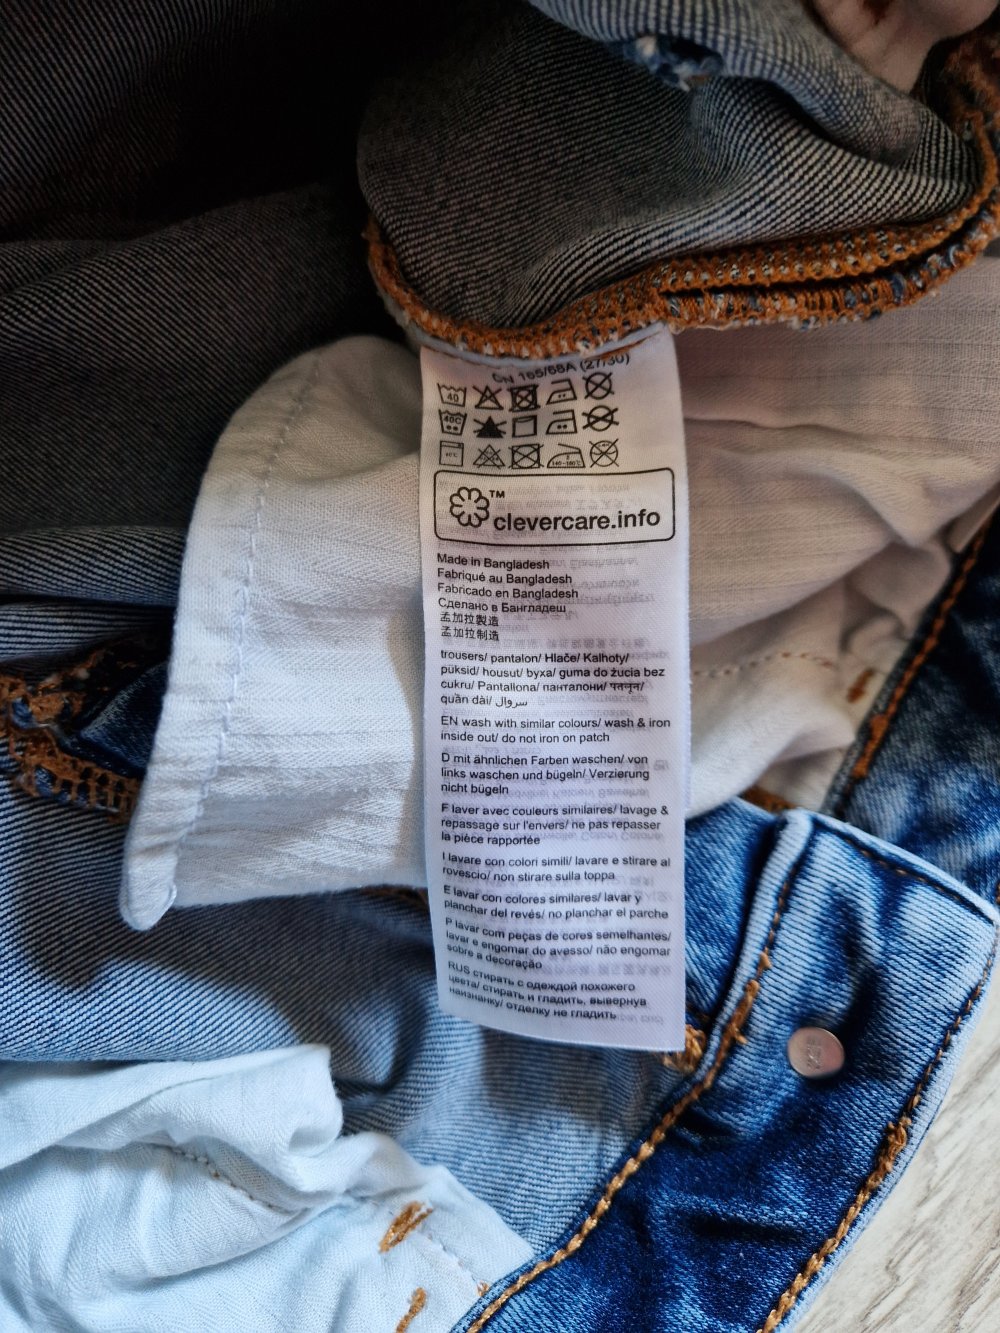 CN 165/68A (27/30)
40
40C
clevercare.info
TM
Made in Bangladesh
Fabriqué au Bangladesh
Fabricado en Bangladesh
Сделано в Бангладеш
孟加拉製造
孟加拉制造
trousers/ pantalon/ Hlače/ Kalhoty/
püksid/ housut/ byxa/ guma do żucia bez
cukru/ Pantaliona/ панталони/ पतलून/
quần dài/ سروال
EN wash with similar colours/ wash & iron
inside out/ do not iron on patch
D mit ähnlichen Farben waschen/ von
links waschen und bügeln/ Verzierung
nicht bügeln
F laver avec couleurs similaires/ lavage &
repassage sur l'envers/ ne pas repasser
la pièce rapportée
I lavare con colori simili/ lavare e stirare al
rovescio/ non stirare sulla toppa
E lavar con colores similares/ lavar y
planchar del revés/ no planchar el parche
P lavar com peças de cores semelhantes/
lavar e engomar do avesso/ não engomar
sobre a decoração
RUS стирать с одеждой похожего
цвета/ стирать и гладить, вывернув
наизнанку/ отделку не гладить